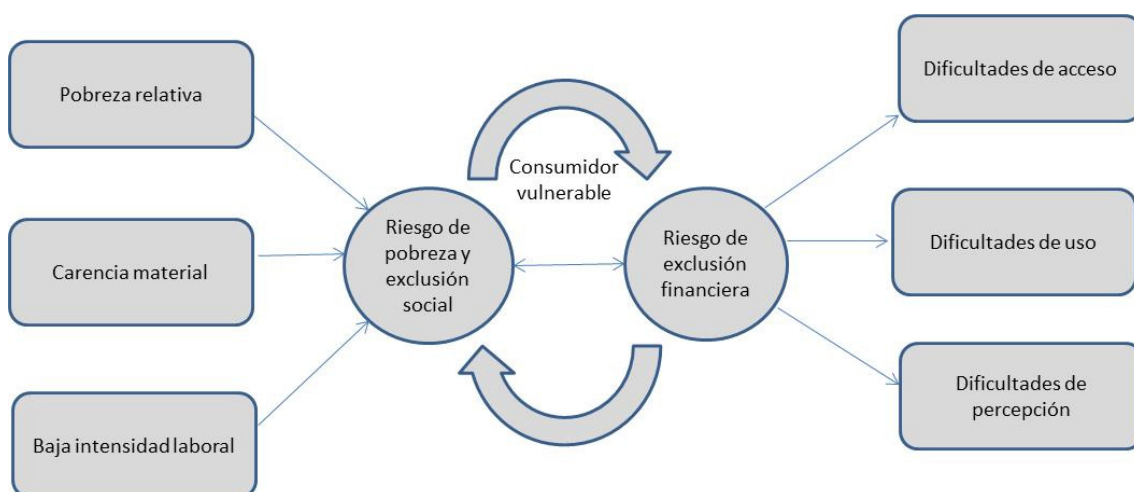 Pobreza relativa
Carencia material
Baja intensidad laboral
Riesgo de
pobreza y
exclusión
social
Consumidor
vulnerable
Riesgo de
exclusión
financiera
Dificultades de acceso
Dificultades de uso
Dificultades de
percepción